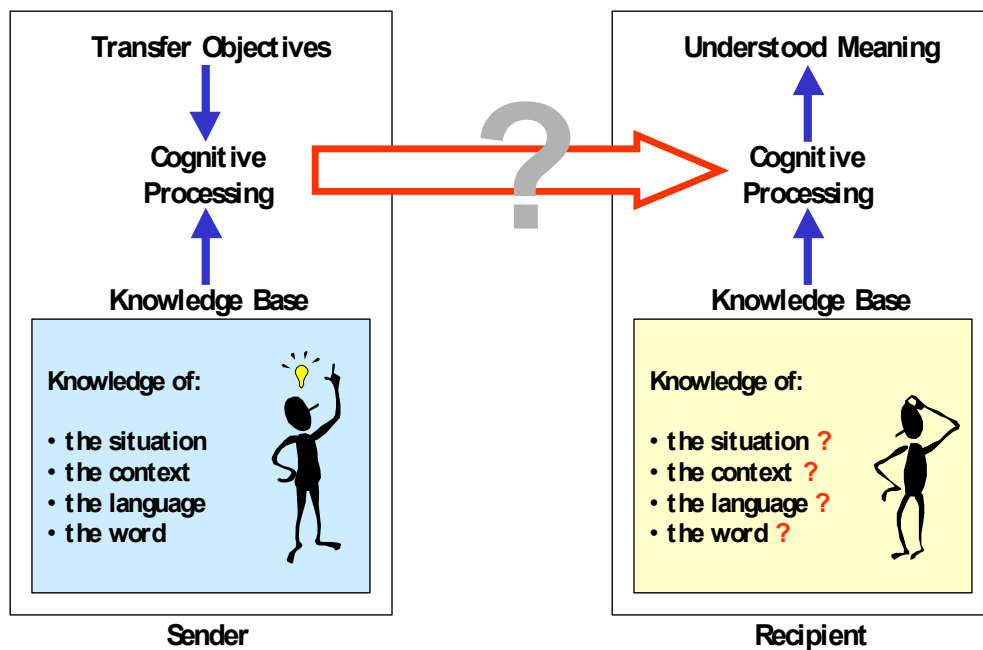 Transfer Objectives
Cognitive
Processing
Knowledge Base
Knowledge of:
• the situation
• the context
• the language
• the word
Sender
?
Understood Meaning
Cognitive
Processing
Knowledge Base
Knowledge of:
• the situation ?
• the context ?
• the language ?
• the word ?
Recipient